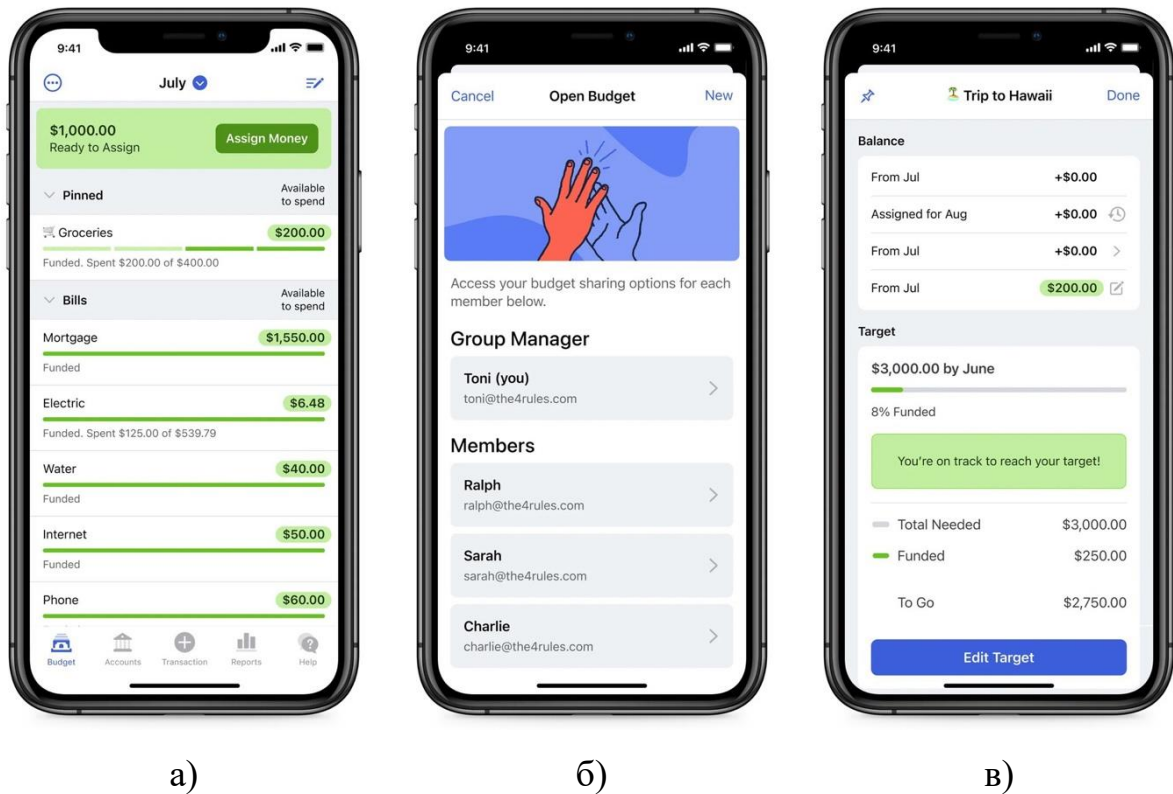 9:41
July
$1,000.00
Ready to Assign
Assign Money
Pinned
Available
to spend
Groceries
$200.00
Funded. Spent $200.00 of $400.00
Bills
Available
to spend
Mortgage
$1,550.00
Funded
Electric
$6.48
Funded. Spent $125.00 of $539.79
Water
$40.00
Funded
Internet
$50.00
Funded
Phone
$60.00
Budget
Accounts
Transaction
Reports
Help
а)
9:41
Cancel
Open Budget
New
Access your budget sharing options for each
member below.
Group Manager
Toni (you)
toni@the4rules.com
Members
Ralph
ralph@the4rules.com
Sarah
sarah@the4rules.com
Charlie
charlie@the4rules.com
б)
9:41
Trip to Hawaii
Done
Balance
From Jul
+$0.00
Assigned for Aug
+$0.00
From Jul
+$0.00
From Jul
$200.00
Target
$3,000.00 by June
8% Funded
You're on track to reach your target!
Total Needed
$3,000.00
Funded
$250.00
To Go
$2,750.00
Edit Target
в)